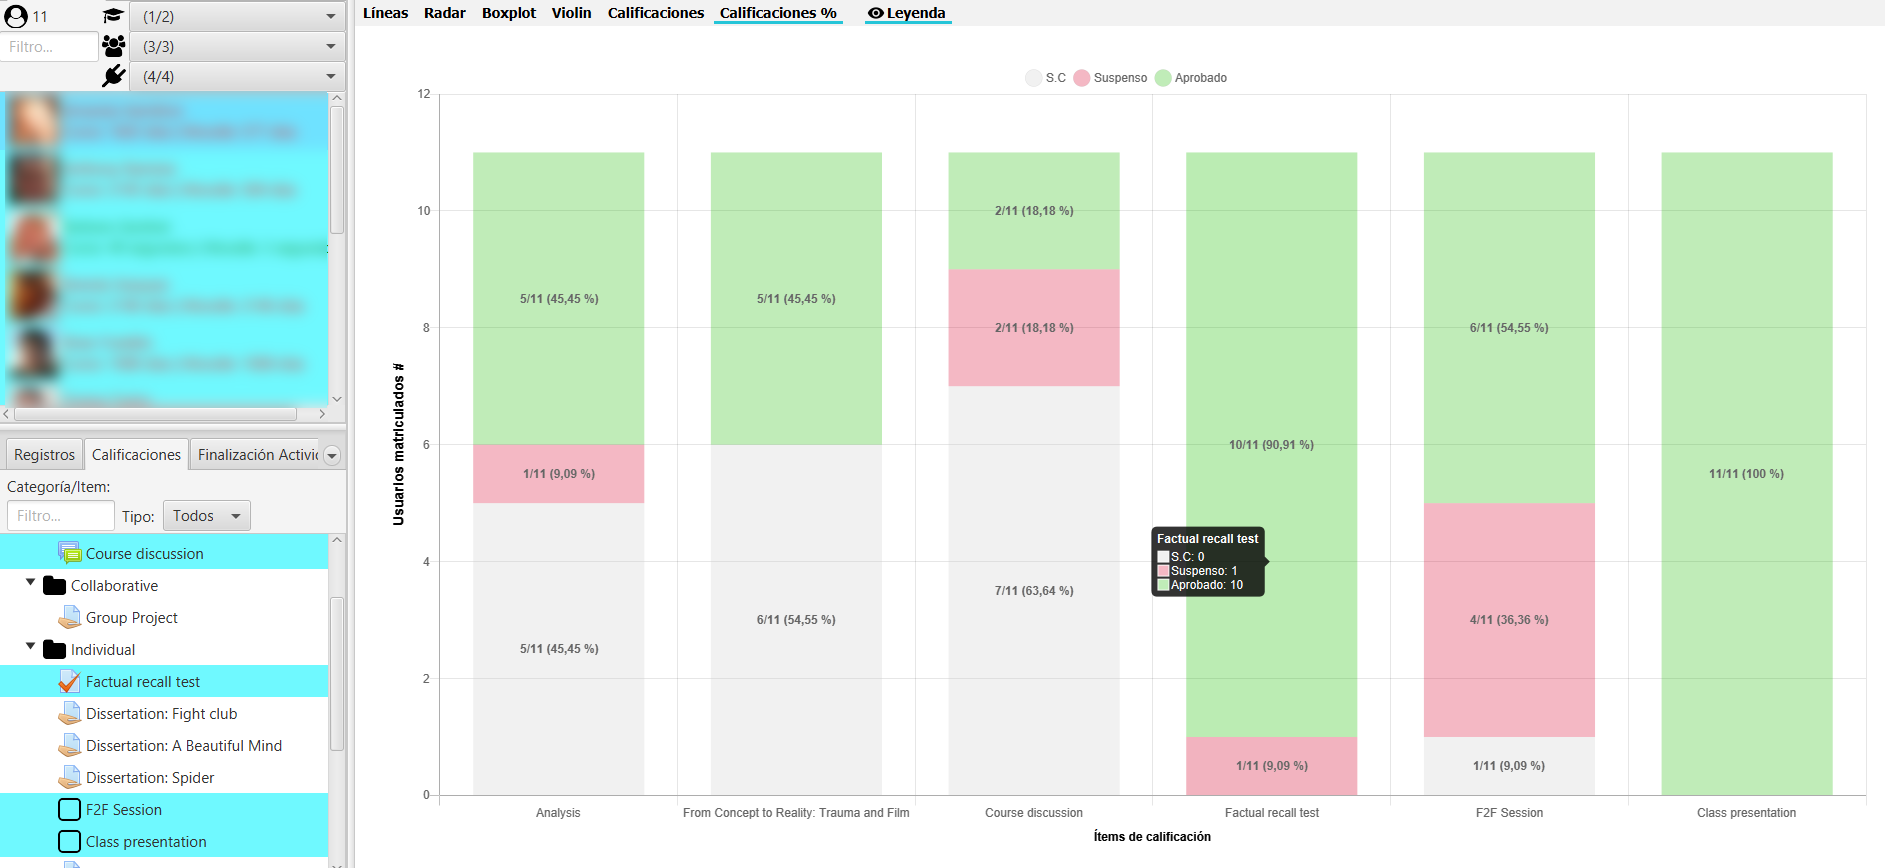 11
(1/2)
Filtro...
(3/3)
(4/4)
Registros
Calificaciones
Finalización Activic
Categoría/Item:
Filtro...
Tipo:
Todos
Course discussion
Collaborative
Group Project
Individual
Factual recall test
Dissertation: Fight club
Dissertation: A Beautiful Mind
Dissertation: Spider
F2F Session
Class presentation
Líneas Radar Boxplot Violin Calificaciones Calificaciones % Leyenda
S.C Suspenso Aprobado
Usuarios matriculados #
12
10
8
6
4
2
0
5/11 (45,45 %)
1/11 (9,09 %)
5/11 (45,45 %)
5/11 (45,45 %)
6/11 (54,55 %)
2/11 (18,18 %)
2/11 (18,18 %)
7/11 (63,64 %)
10/11 (90,91 %)
1/11 (9,09 %)
6/11 (54,55 %)
4/11 (36,36 %)
1/11 (9,09 %)
11/11 (100 %)
Factual recall test
S.C: 0
Suspenso: 1
Aprobado: 10
Analysis
From Concept to Reality: Trauma and Film
Course discussion
Factual recall test
F2F Session
Class presentation
Ítems de calificación